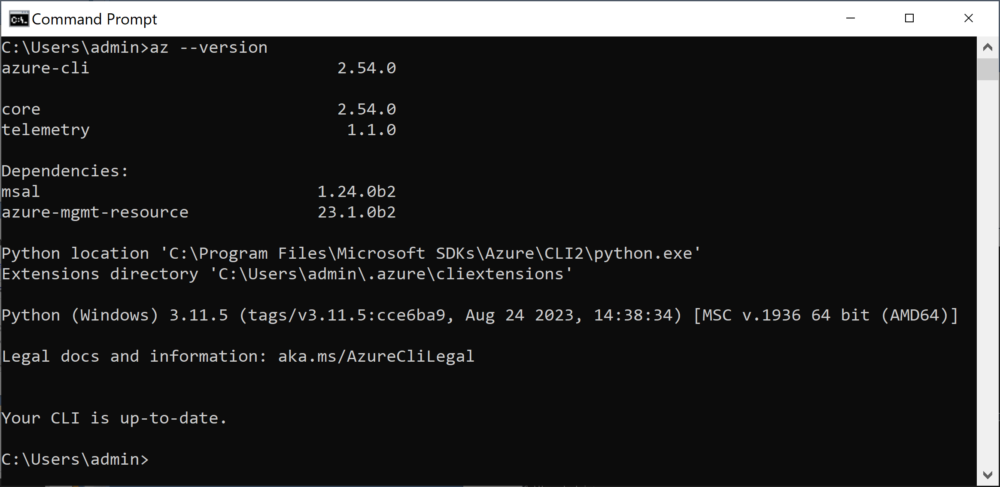 Command Prompt
C:\Users\admin>az --version
azure-cli                         2.54.0
core                              2.54.0
telemetry                          1.1.0
Dependencies:
msal                            1.24.0b2
azure-mgmt-resource             23.1.0b2
Python location 'C:\Program Files\Microsoft SDKs\Azure\CLI2\python.exe'
Extensions directory 'C:\Users\admin\.azure\cliextensions'
Python (Windows) 3.11.5 (tags/v3.11.5:cce6ba9, Aug 24 2023, 14:38:34) [MSC v.1936 64 bit (AMD64)]
Legal docs and information: aka.ms/AzureCliLegal
Your CLI is up-to-date.
C:\Users\admin>